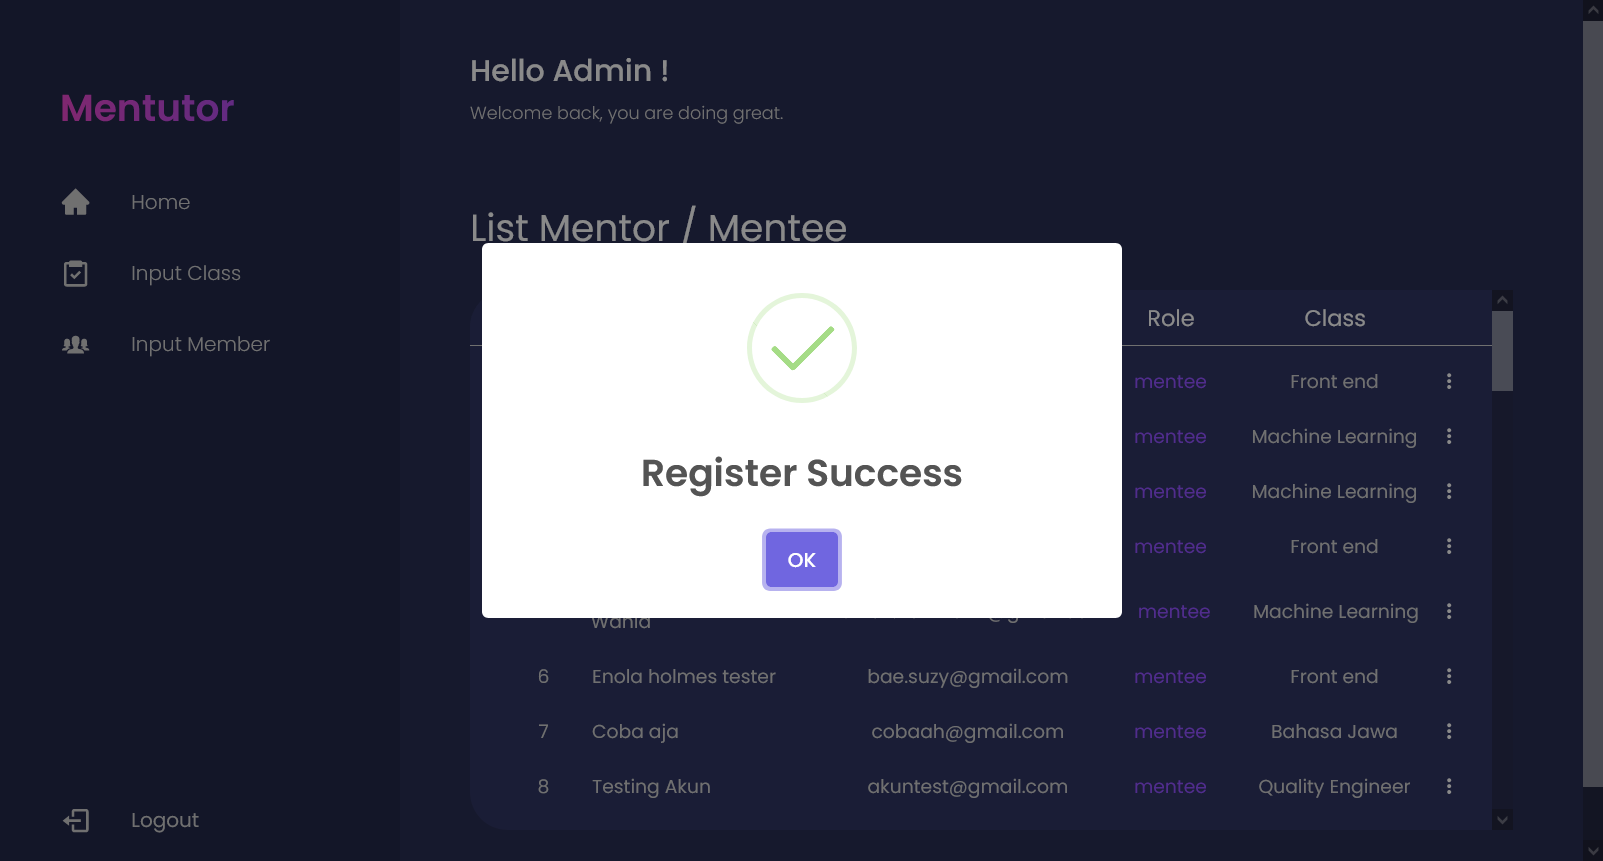 Mentutor
Home
Input Class
Input Member
Logout
Hello Admin !
Welcome back, you are doing great.
List Mentor / Mentee
Role Class
mentee Front end
mentee Machine Learning
mentee Machine Learning
mentee Front end
mentee Machine Learning
Wahid
6 Enola holmes tester bae.suzy@gmail.com mentee Front end
7 Coba aja cobaah@gmail.com mentee Bahasa Jawa
8 Testing Akun akuntest@gmail.com mentee Quality Engineer
Register Success
OK